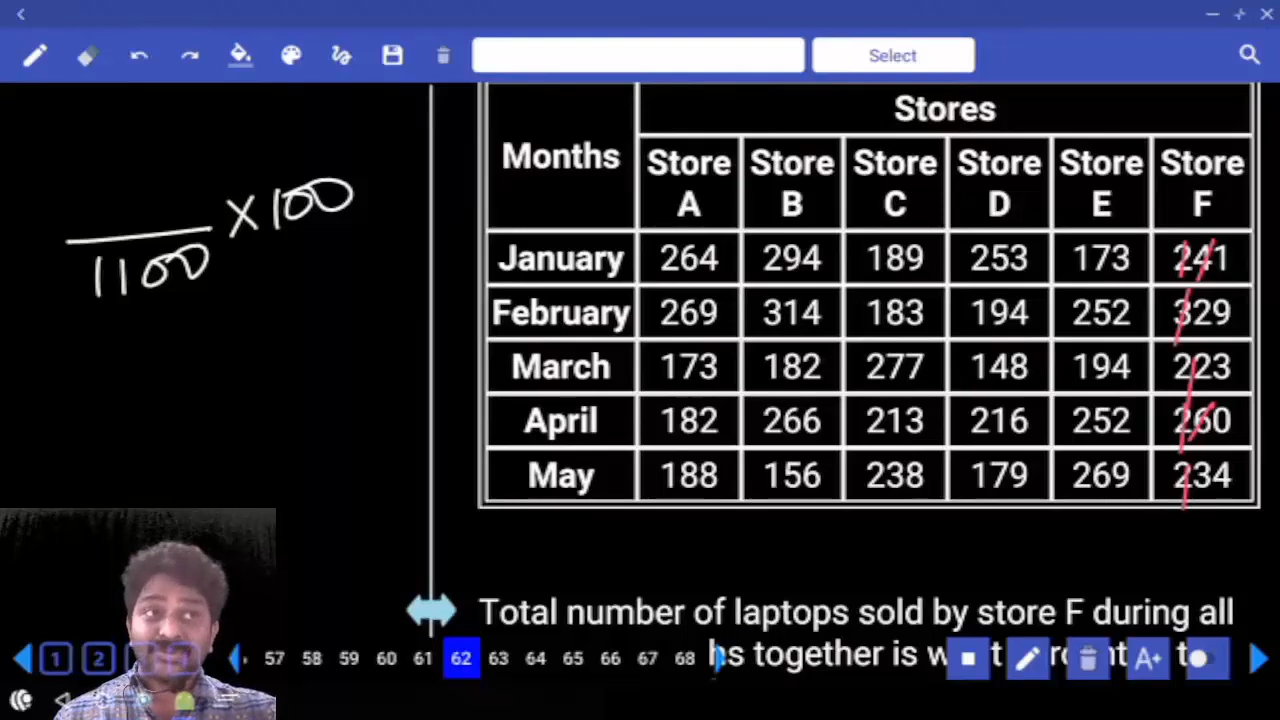 Select
Stores
Months Store A Store B Store C Store D Store E Store F
January 264 294 189 253 173 241
February 269 314 183 194 252 329
March 173 182 277 148 194 223
April 182 266 213 216 252 260
May 188 156 238 179 269 234
1100 × 100
Total number of laptops sold by store F during all
together is
1 2 57 58 59 60 61 62 63 64 65 66 67 68 A+